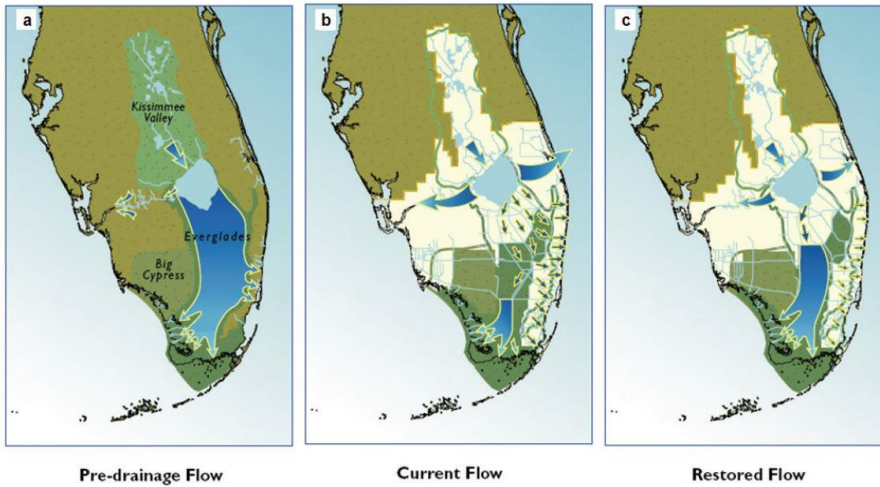 a
b
c
Kissimmee
Valley
Everglades
Big
Cypress
Pre-drainage Flow
Current Flow
Restored Flow